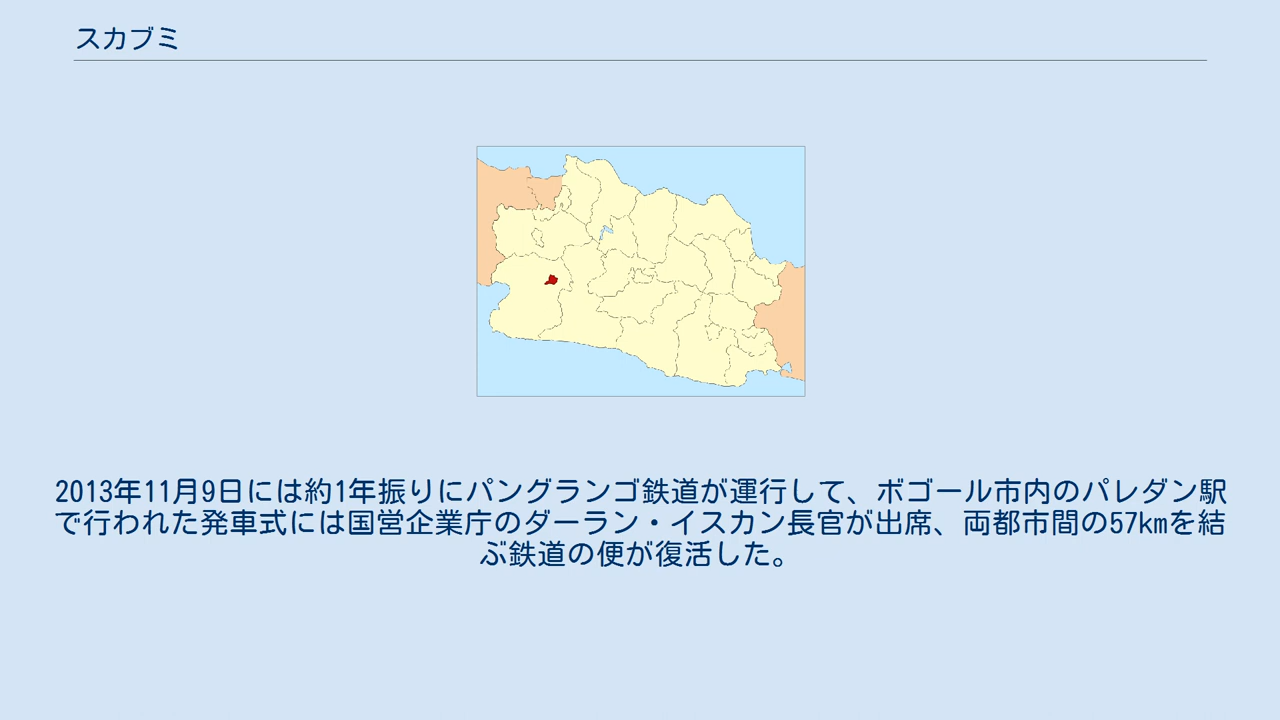 スカブミ
2013年11月9日には約1年振りにパングランゴ鉄道が運行して、ボゴール市内のパレダン駅
で行われた発車式には国営企業庁のダーラン・イスカン長官が出席、両都市間の57kmを結
ぶ鉄道の便が復活した。